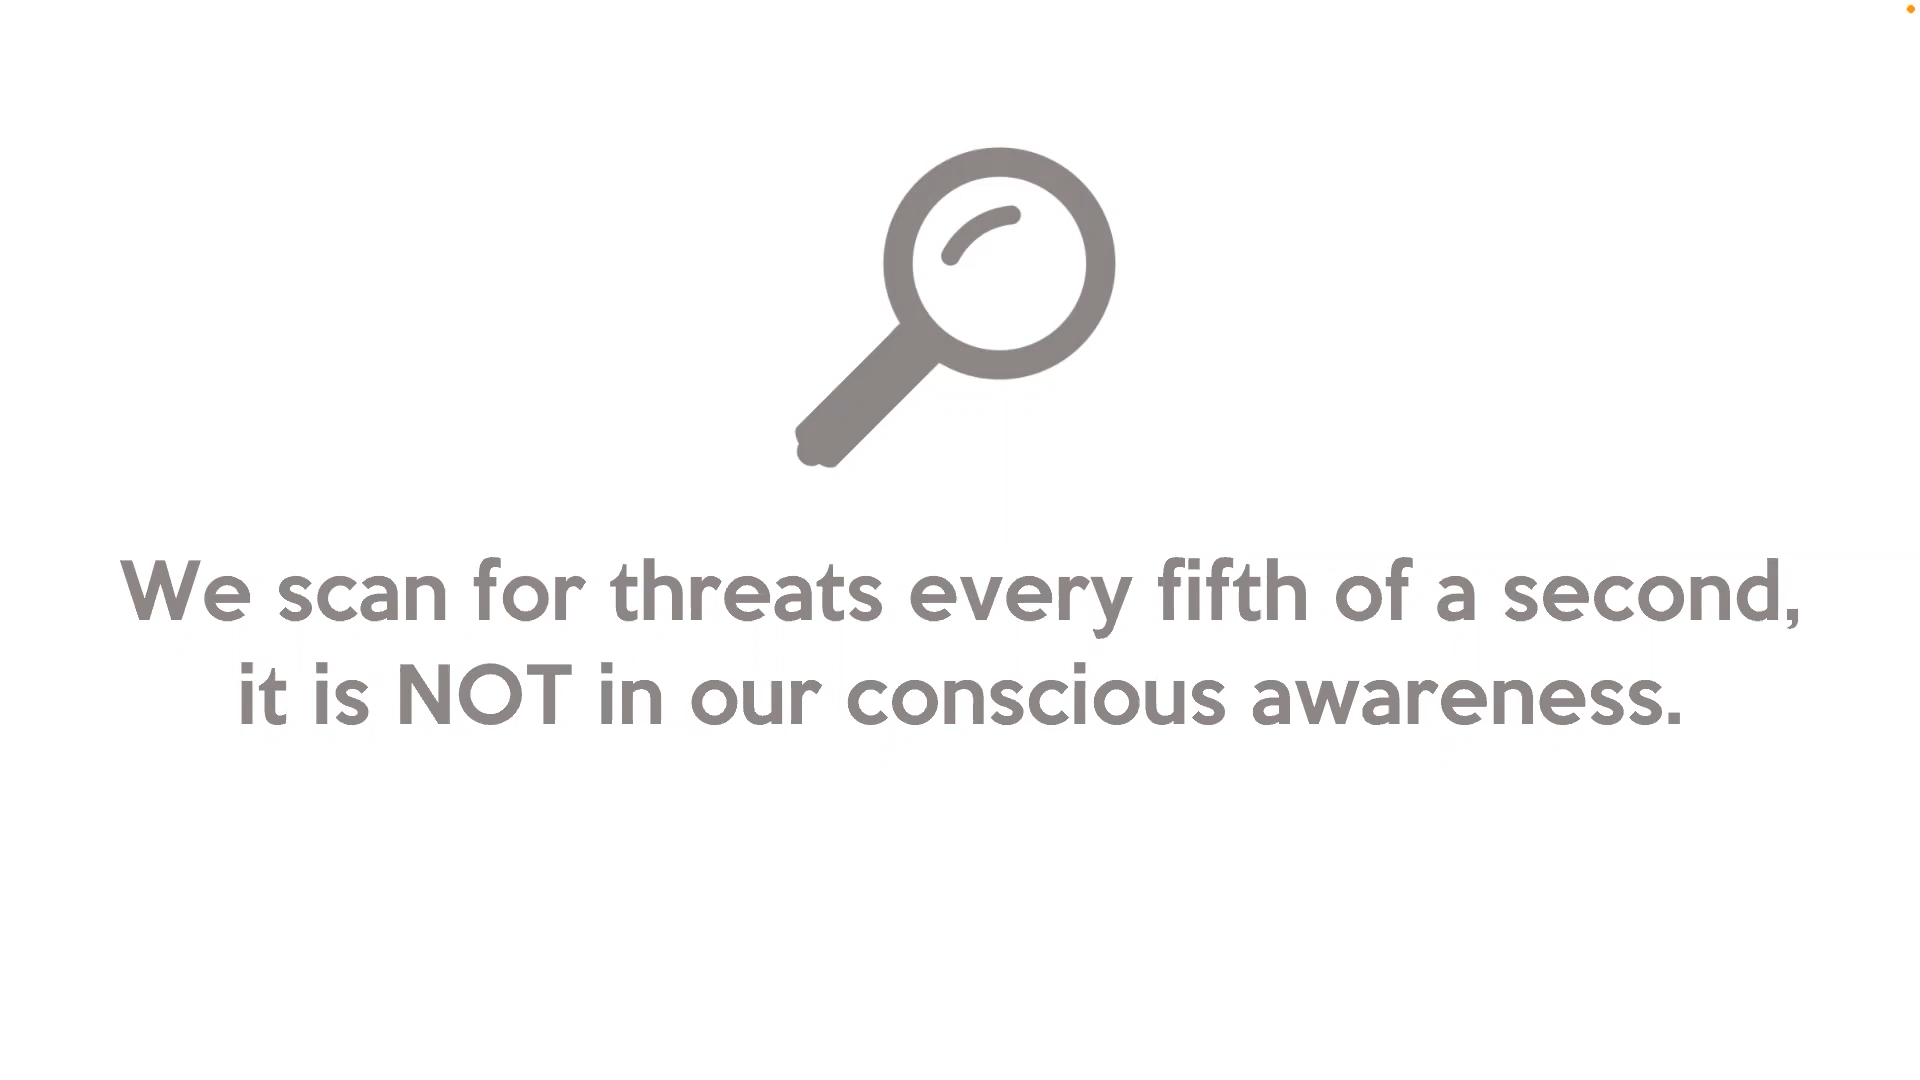 We scan for threats every fifth of a second,
it is NOT in our conscious awareness.